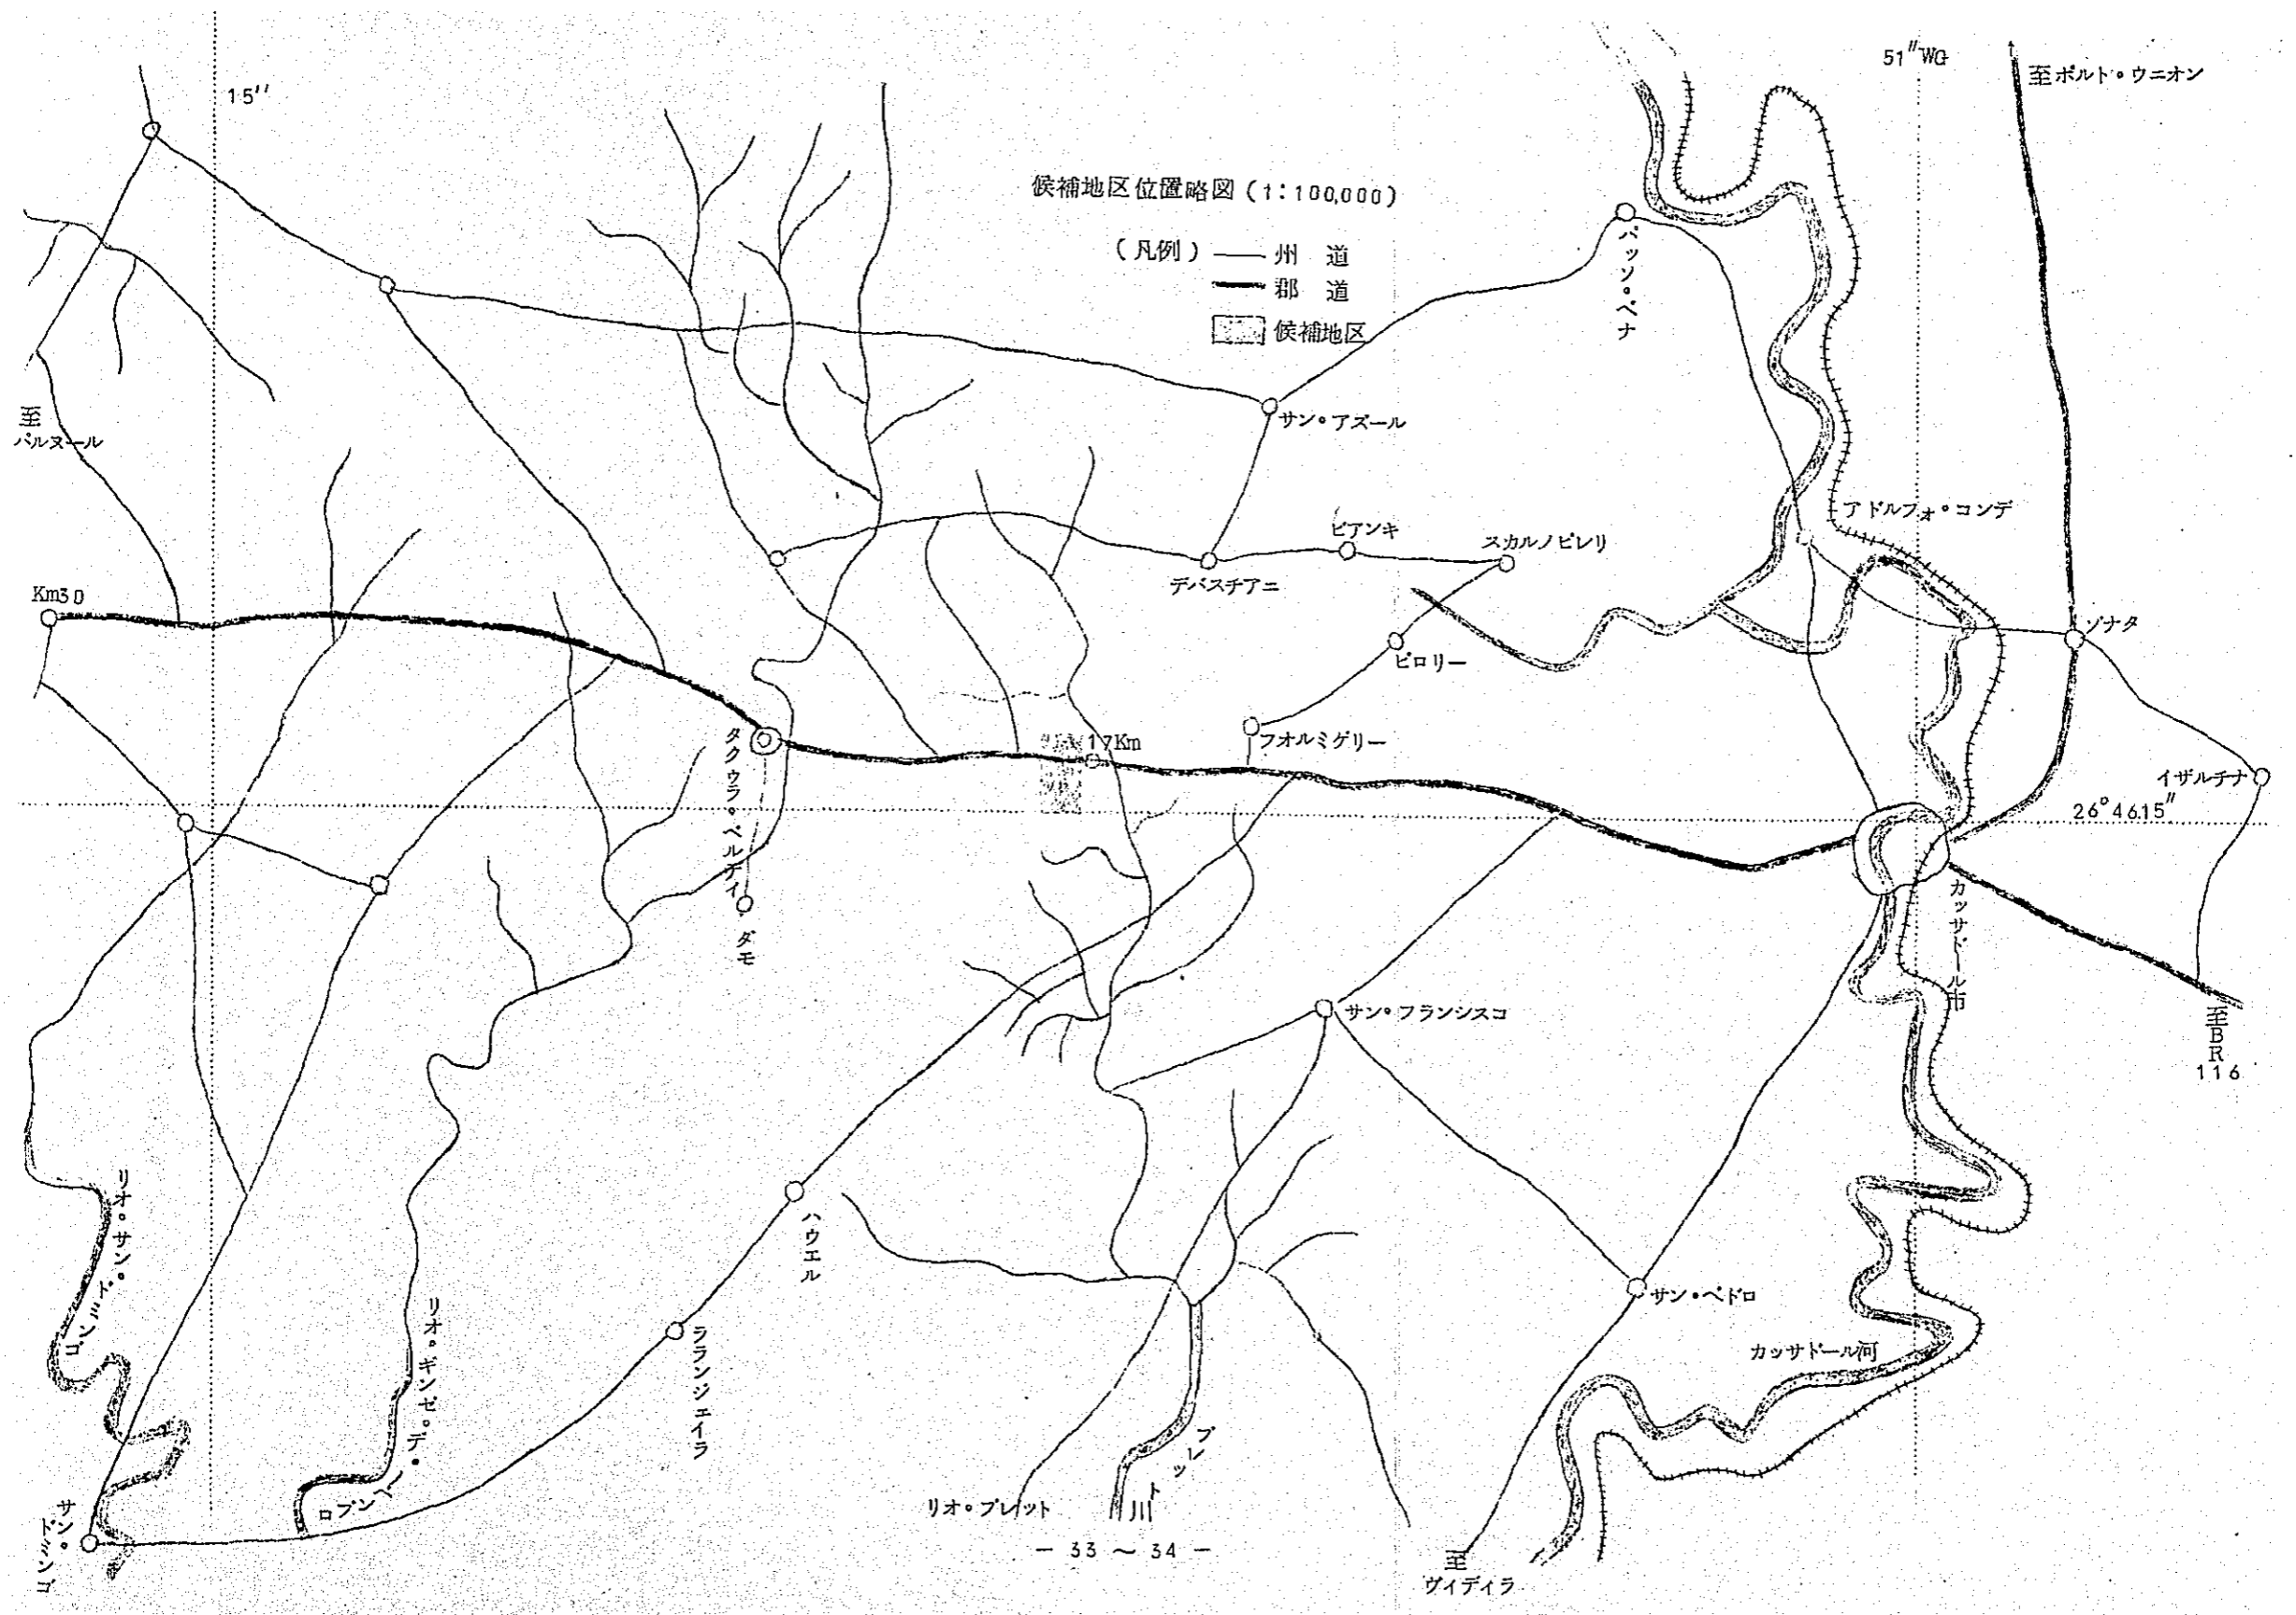 15″
51″WG
至ポルト・ウニオン
候補地区位置略図(1:100,000)
(凡例) 州道
郡道
候補地区
パッソ・ペナ
至
パルヌール
サン・アズール
アドルフォ・コンデ
ビアンキ
スカルノピレリ
デバスチアニ
Km30
ゾナタ
ピロリー
フオルミゲリー
17Km
タクゥラ・ベルディ
イザルチナ
26°46.15″
カッサドール市
ダモ
サン・フランシスコ
至BR
116
リオ・サン・ドミンゴ
ハウエル
リオ・ギンゼ・デ・
ロブンヘ
ラランジェイラ
サン・ペドロ
カッサドール河
プレット川
リオ・プレット
サン・ドミンゴ
- 33 ~ 34 -
至
ヴィディラ